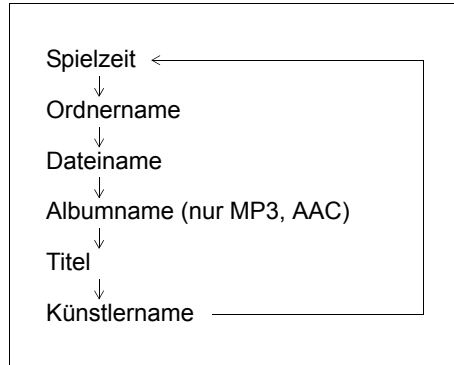 Spielzeit
Ordnername
Dateiname
Albumname (nur MP3, AAC)
Titel
Künstlername